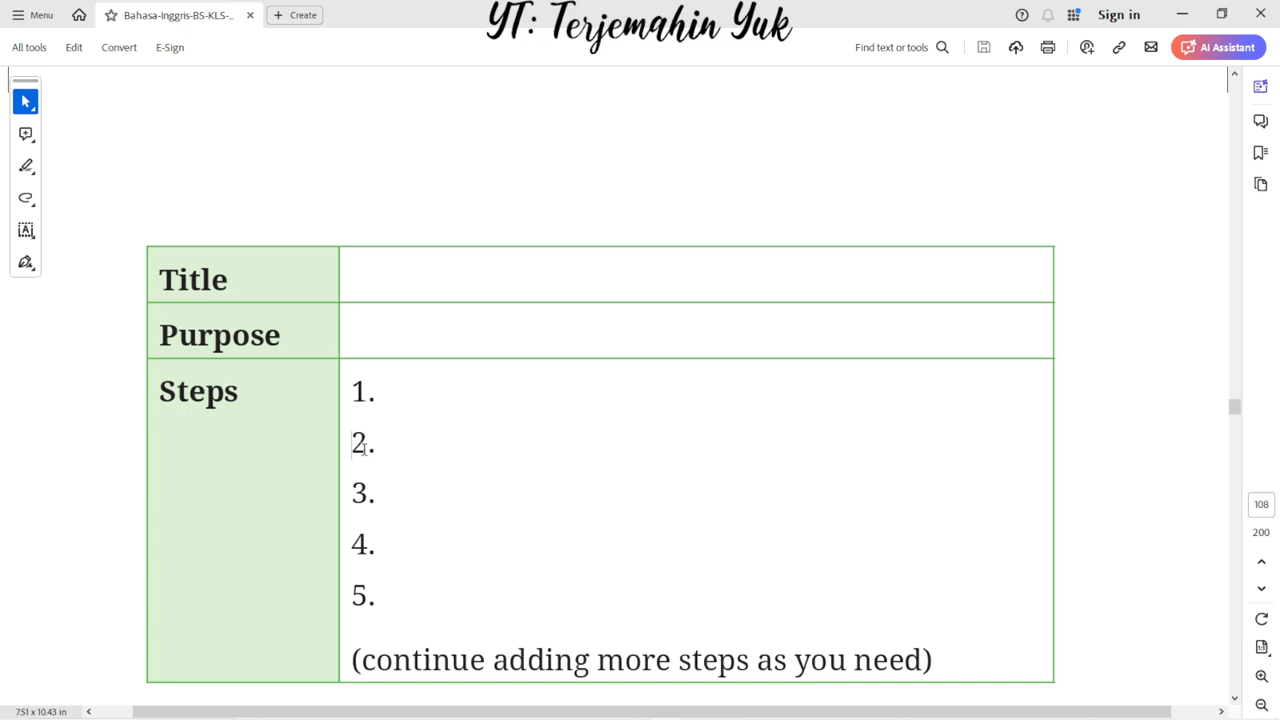 Menu
Bahasa-Inggris-BS-KLS-...
Create
YT: Terjemahin Yuk
Sign in
All tools
Edit
Convert
E-Sign
Find text or tools
AI Assistant
Title
Purpose
Steps
1.
2.
3.
4.
5.
(continue adding more steps as you need)
108
200
7.51 x 10.43 in